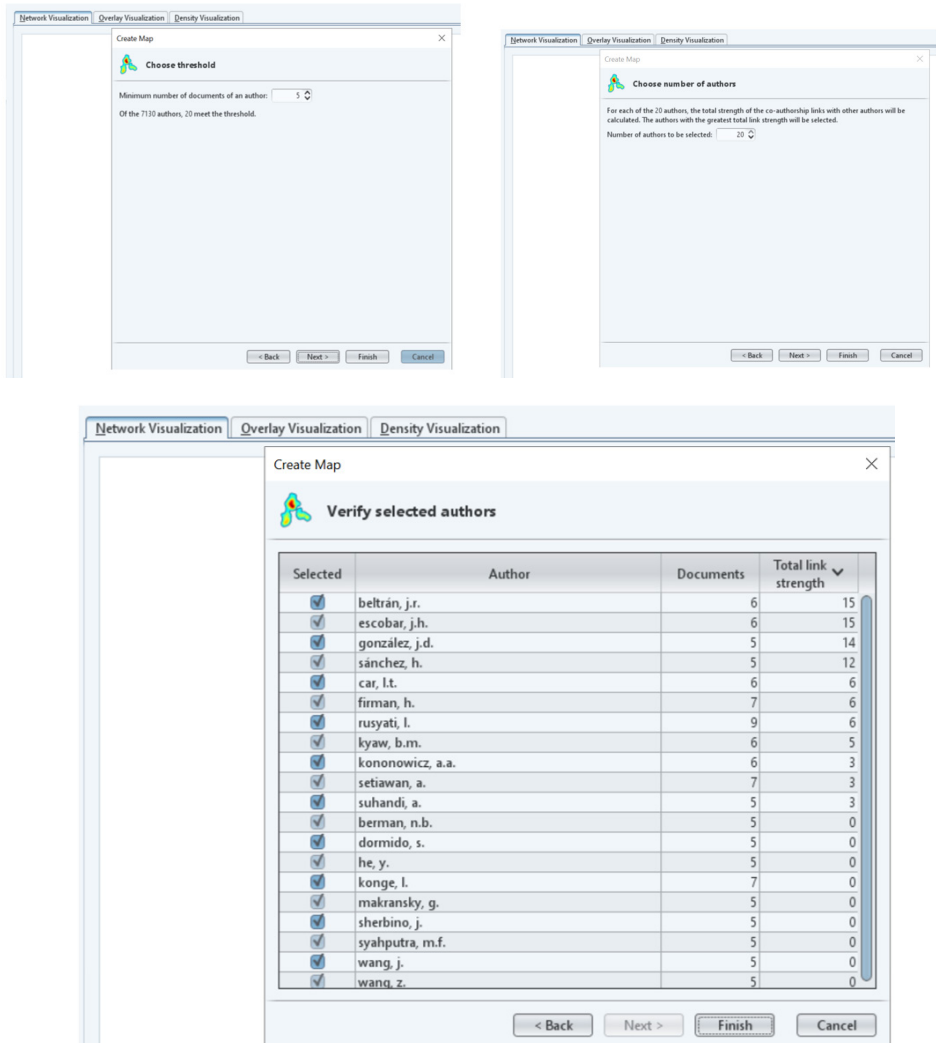 Network Visualization Overlay Visualization Density Visualization
Create Map
Choose threshold
Minimum number of documents of an author: 5
Of the 7130 authors, 20 meet the threshold.
< Back Next > Finish Cancel
Network Visualization Overlay Visualization Density Visualization
Create Map
Choose number of authors
For each of the 20 authors, the total strength of the co-authorship links with other authors will be
calculated. The authors with the greatest total link strength will be selected.
Number of authors to be selected: 20
< Back Next > Finish Cancel
Network Visualization Overlay Visualization Density Visualization
Create Map
Verify selected authors
Selected Author Documents Total link
strength
beltrán, j.r. 6 15
escobar, j.h. 6 15
gonzález, j.d. 5 14
sánchez, h. 5 12
car, l.t. 6 6
firman, h. 7 6
rusyati, l. 9 6
kyaw, b.m. 6 5
kononowicz, a.a. 6 3
setiawan, a. 7 3
suhandi, a. 5 3
berman, n.b. 5 0
dormido, s. 5 0
he, y. 5 0
konge, l. 7 0
makransky, g. 5 0
sherbino, j. 5 0
syahputra, m.f. 5 0
wang, j. 5 0
wang, z. 5 0
< Back Next > Finish Cancel